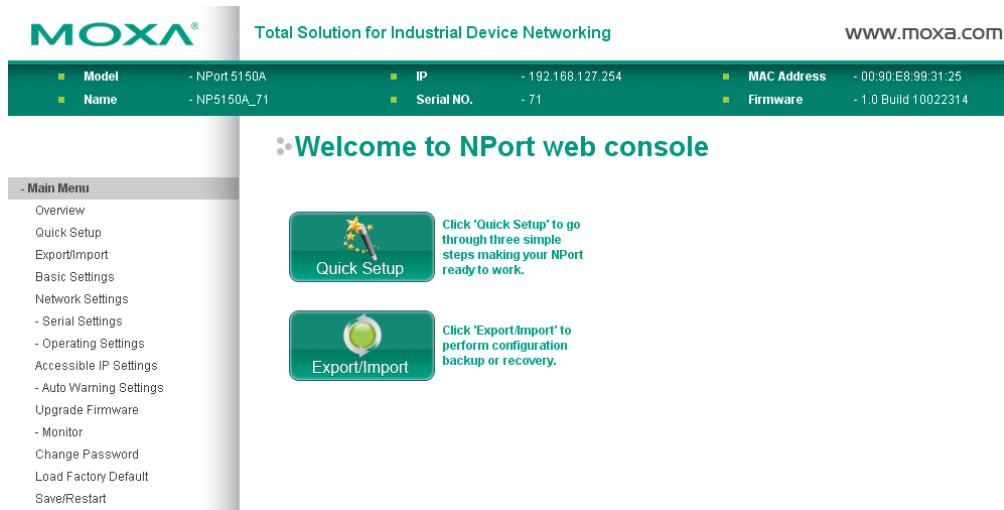 MOXA®
Total Solution for Industrial Device Networking
www.moxa.com
Model - NPort 5150A
IP - 192.168.127.254
MAC Address - 00:90:E8:99:31:25
Name - NP5150A_71
Serial NO. - 71
Firmware - 1.0 Build 10022314
Welcome to NPort web console
- Main Menu
Overview
Quick Setup
Export/Import
Basic Settings
Network Settings
- Serial Settings
- Operating Settings
Accessible IP Settings
- Auto Warning Settings
Upgrade Firmware
- Monitor
Change Password
Load Factory Default
Save/Restart
Quick Setup
Click 'Quick Setup' to go
through three simple
steps making your NPort
ready to work.
Export/Import
Click 'Export/Import' to
perform configuration
backup or recovery.